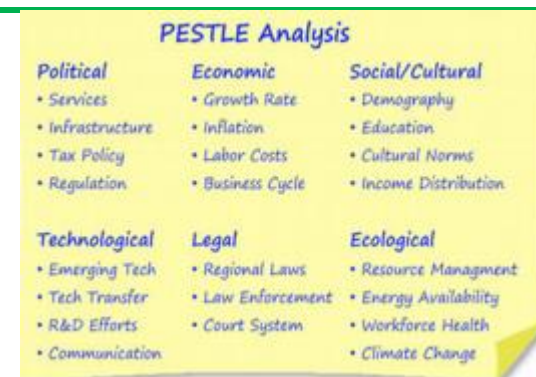 PESTLE Analysis
Political
• Services
• Infrastructure
• Tax Policy
• Regulation
Economic
• Growth Rate
• Inflation
• Labor Costs
• Business Cycle
Social/Cultural
• Demography
• Education
• Cultural Norms
• Income Distribution
Technological
• Emerging Tech
• Tech Transfer
• R&D Efforts
• Communication
Legal
• Regional Laws
• Law Enforcement
• Court System
Ecological
• Resource Managment
• Energy Availability
• Workforce Health
• Climate Change